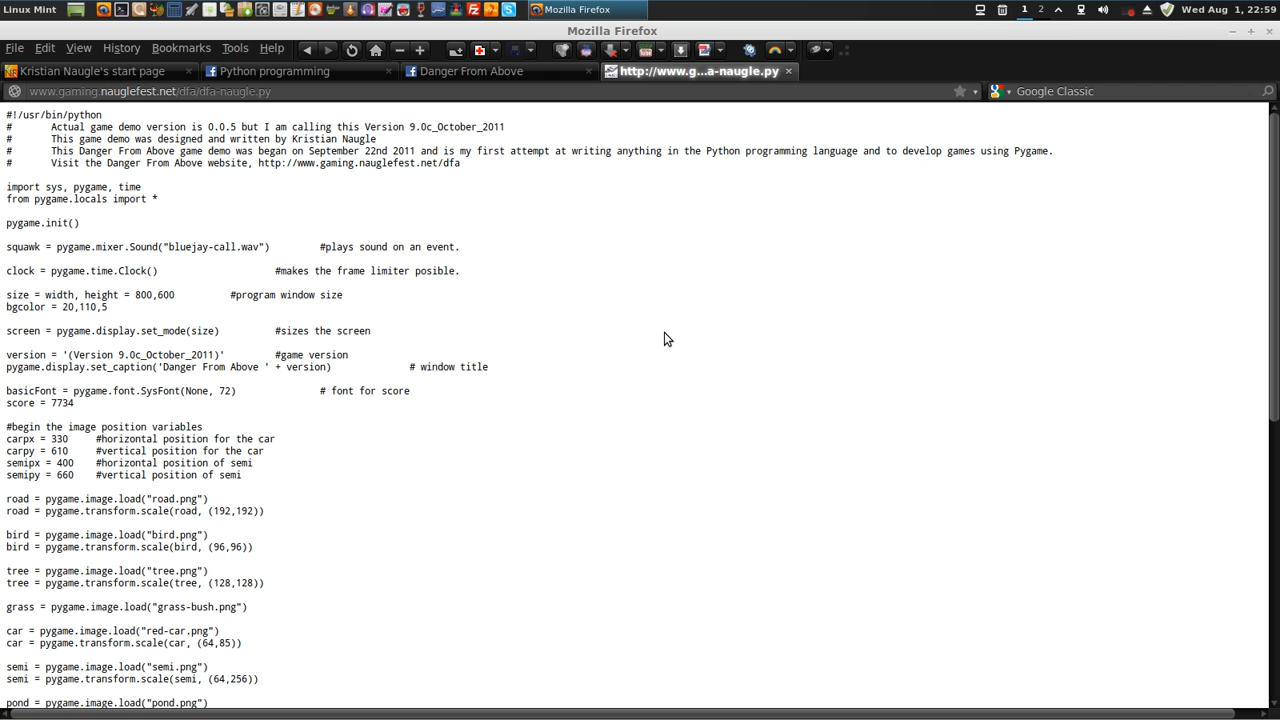 Linux Mint
Mozilla Firefox
1
2
Wed Aug 1, 22:59
Mozilla Firefox
File Edit View History Bookmarks Tools Help
Kristian Naugle's start page
Python programming
Danger From Above
http://www.g...a-naugle.py
www.gaming.nauglefest.net/dfa/dfa-naugle.py
Google Classic
#!/usr/bin/python
#       Actual game demo version is 0.0.5 but I am calling this Version 9.0c_October_2011
#       This game demo was designed and written by Kristian Naugle
#       This Danger From Above game demo was began on September 22nd 2011 and is my first attempt at writing anything in the Python programming language and to develop games using Pygame.
#       Visit the Danger From Above website, http://www.gaming.nauglefest.net/dfa
import sys, pygame, time
from pygame.locals import *
pygame.init()
squawk = pygame.mixer.Sound("bluejay-call.wav")         #plays sound on an event.
clock = pygame.time.Clock()                     #makes the frame limiter posible.
size = width, height = 800,600          #program window size
bgcolor = 20,110,5
screen = pygame.display.set_mode(size)          #sizes the screen
version = '(Version 9.0c_October_2011)'         #game version
pygame.display.set_caption('Danger From Above ' + version)              # window title
basicFont = pygame.font.SysFont(None, 72)               # font for score
score = 7734
#begin the image position variables
carpx = 330     #horizontal position for the car
carpy = 610     #vertical position for the car
semipx = 400    #horizontal position of semi
semipy = 660    #vertical position of semi
road = pygame.image.load("road.png")
road = pygame.transform.scale(road, (192,192))
bird = pygame.image.load("bird.png")
bird = pygame.transform.scale(bird, (96,96))
tree = pygame.image.load("tree.png")
tree = pygame.transform.scale(tree, (128,128))
grass = pygame.image.load("grass-bush.png")
car = pygame.image.load("red-car.png")
car = pygame.transform.scale(car, (64,85))
semi = pygame.image.load("semi.png")
semi = pygame.transform.scale(semi, (64,256))
pond = pygame.image.load("pond.png")